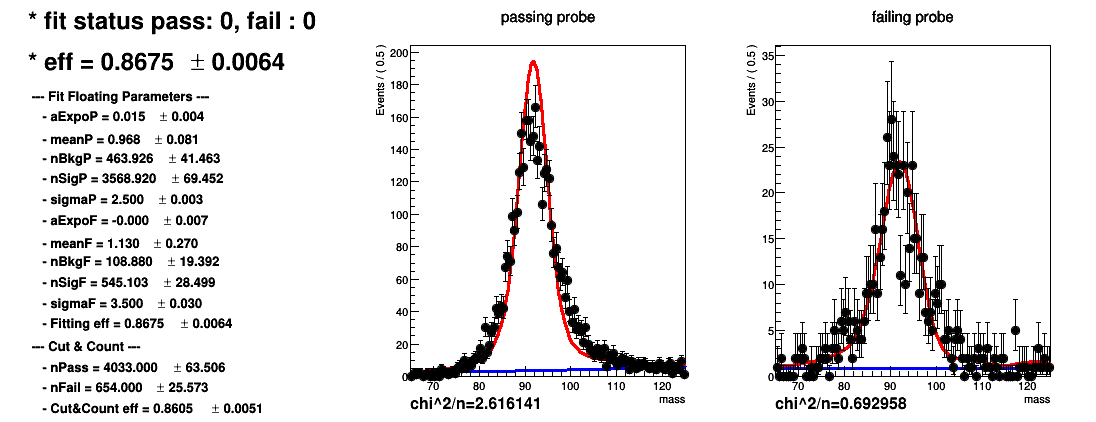 * fit status pass: 0, fail : 0
* eff = 0.8675 ± 0.0064
--- Fit Floating Parameters ---
- aExpoP = 0.015 ± 0.004
- meanP = 0.968 ± 0.081
- nBkgP = 463.926 ± 41.463
- nSigP = 3568.920 ± 69.452
- sigmaP = 2.500 ± 0.003
- aExpoF = -0.000 ± 0.007
- meanF = 1.130 ± 0.270
- nBkgF = 108.880 ± 19.392
- nSigF = 545.103 ± 28.499
- sigmaF = 3.500 ± 0.030
- Fitting eff = 0.8675 ± 0.0064
--- Cut & Count ---
- nPass = 4033.000 ± 63.506
- nFail = 654.000 ± 25.573
- Cut&Count eff = 0.8605 ± 0.0051
passing probe
Events / ( 0.5 )
200
180
160
140
120
100
80
60
40
20
0
70 80 90 100 110 120
mass
chi^2/n=2.616141
failing probe
Events / ( 0.5 )
35
30
25
20
15
10
5
0
70 80 90 100 110 120
mass
chi^2/n=0.692958